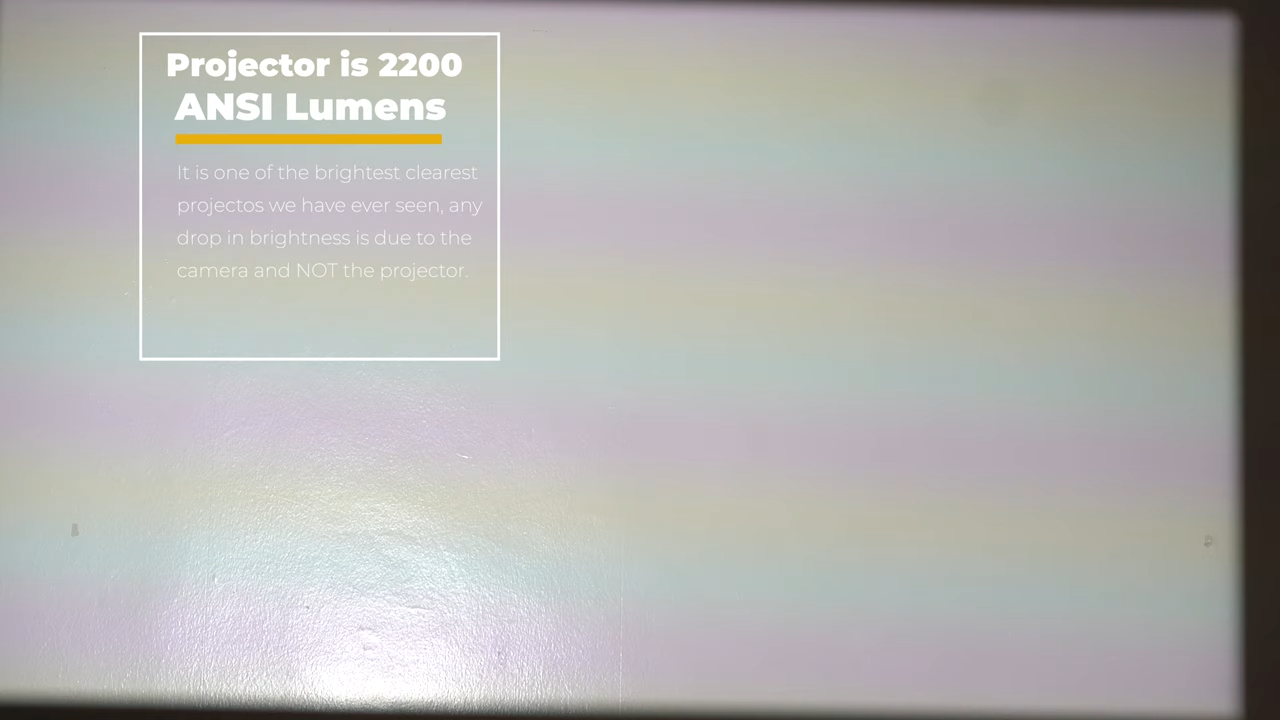 Projector is 2200
ANSI Lumens
It is one of the brightest clearest
projectos we have ever seen, any
drop in brightness is due to the
camera and NOT the projector.